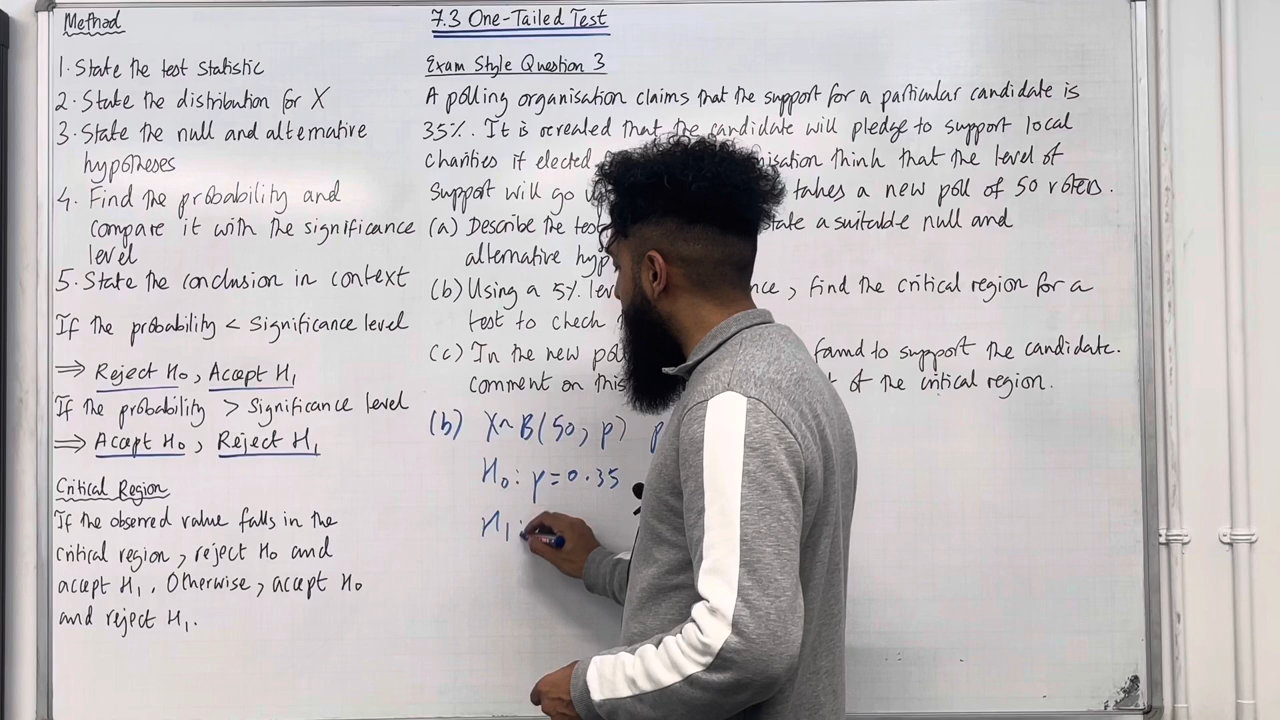 Method
1. State the test statistic
2. State the distribution for X
3. State the null and alternative
hypotheses
4. Find the probability and
compare it with the significance
level
5. State the conclusion in context
If the probability < Significance level
⇒ Reject H₀, Accept H₁
If the probability > Significance level
⇒ Accept H₀, Reject H₁
Critical Region
If the observed value falls in the
critical region, reject H₀ and
accept H₁. Otherwise, accept H₀
and reject H₁.
7.3 One-Tailed Test
Exam Style Question 3
A polling organisation claims that the support for a particular candidate is
35%. It is revealed that the candidate will pledge to support local
charities if elected
think that the level of
support will go takes a new poll of 50 voters.
(a) Describe the test state a suitable null and
alternative
(b) Using a 5% , find the critical region for a
test to check
(c) In the new to support the candidate.
comment on this of the critical region.
(b) X~B(50, p) p
H₀: p=0.35
H₁: